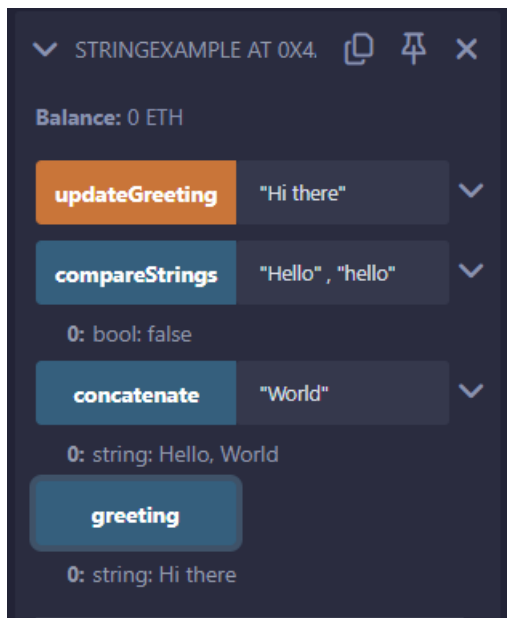 STRINGEXAMPLE AT 0X4.
Balance: 0 ETH
updateGreeting "Hi there"
compareStrings "Hello" , "hello"
0: bool: false
concatenate "World"
0: string: Hello, World
greeting
0: string: Hi there